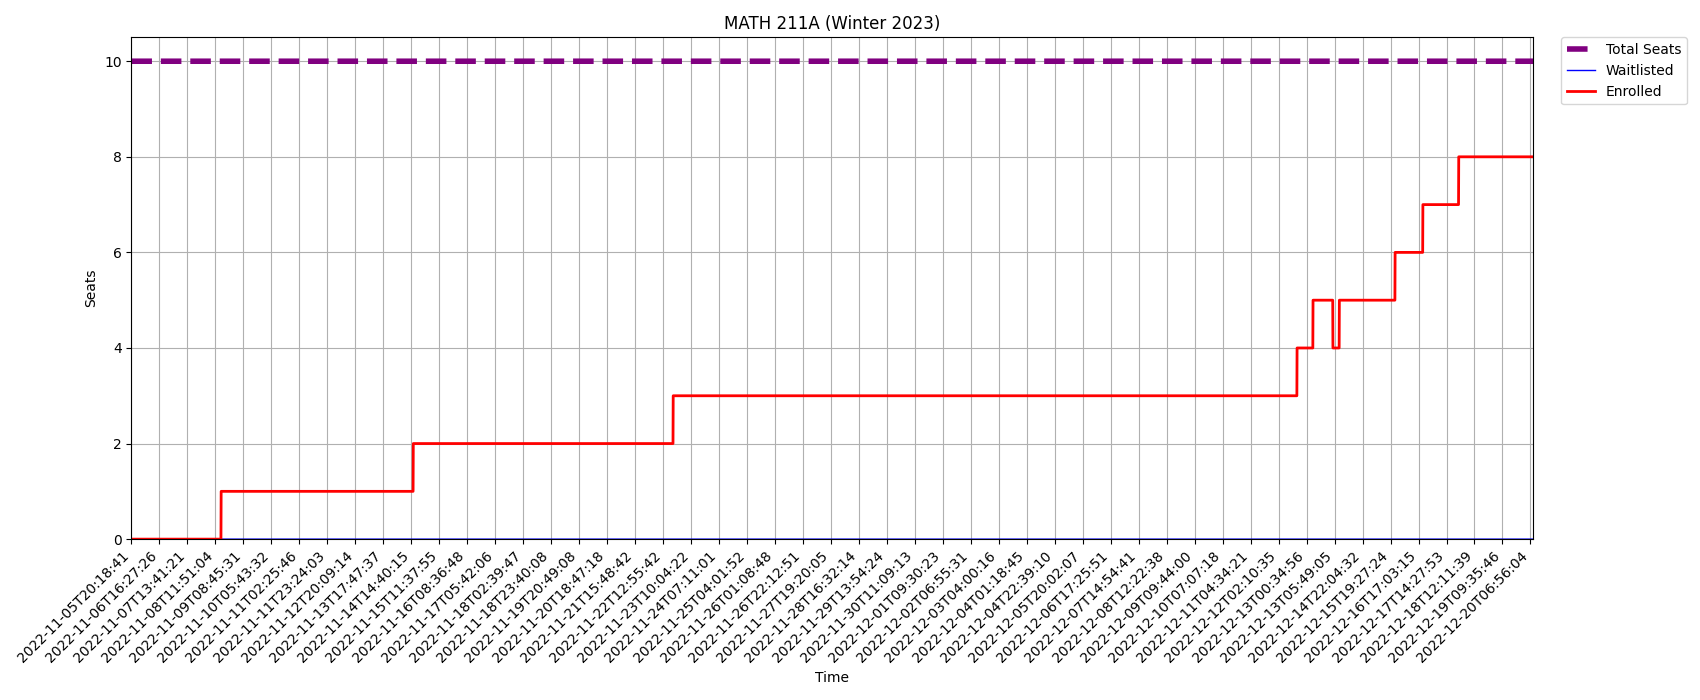 MATH 211A (Winter 2023)
Total Seats
Waitlisted
Enrolled
Seats
10
8
6
4
2
0
2022-11-05T20:18:41
2022-11-06T16:27:26
2022-11-07T13:41:21
2022-11-08T11:51:04
2022-11-09T08:45:31
2022-11-10T05:43:32
2022-11-11T02:25:46
2022-11-11T23:24:03
2022-11-12T20:09:14
2022-11-13T17:47:37
2022-11-14T14:40:15
2022-11-15T11:37:55
2022-11-16T08:36:48
2022-11-17T05:42:06
2022-11-18T02:39:47
2022-11-18T23:40:08
2022-11-19T20:49:08
2022-11-20T18:47:18
2022-11-21T15:48:42
2022-11-22T12:55:42
2022-11-23T10:04:22
2022-11-24T07:11:01
2022-11-25T04:01:52
2022-11-26T01:08:48
2022-11-26T22:12:51
2022-11-27T19:20:05
2022-11-28T16:32:14
2022-11-29T13:54:24
2022-11-30T11:09:13
2022-12-01T09:30:23
2022-12-02T06:55:31
2022-12-03T04:00:16
2022-12-04T01:18:45
2022-12-04T22:39:10
2022-12-05T20:02:07
2022-12-06T17:25:51
2022-12-07T14:54:41
2022-12-08T12:22:38
2022-12-09T09:44:00
2022-12-10T07:07:18
2022-12-11T04:34:21
2022-12-12T02:10:35
2022-12-13T00:34:56
2022-12-13T05:49:05
2022-12-14T22:04:32
2022-12-15T19:27:24
2022-12-16T17:03:15
2022-12-17T14:27:53
2022-12-18T12:11:39
2022-12-19T09:35:46
2022-12-20T06:56:04
Time